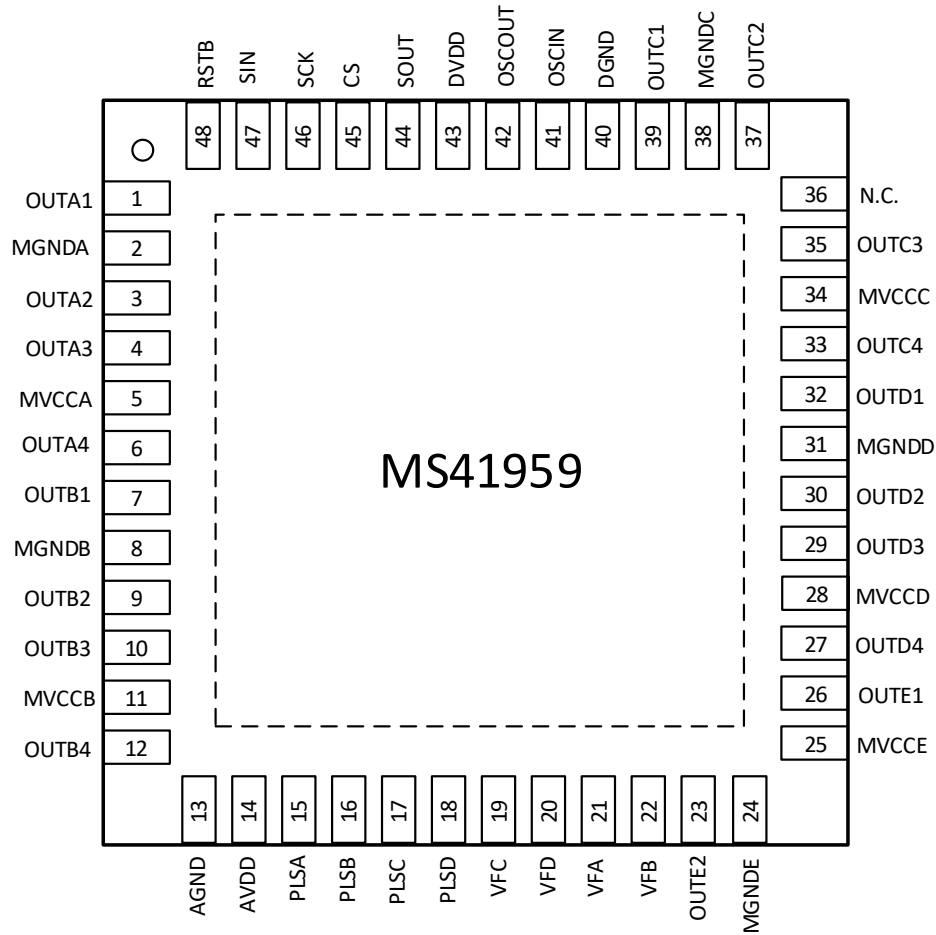 RSTB SIN SCK CS SOUT DVDD OSCOUT OSCIN DGND OUTC1 MGNDC OUTC2
48 47 46 45 44 43 42 41 40 39 38 37
OUTA1 1
MGNDA 2
OUTA2 3
OUTA3 4
MVCCA 5
OUTA4 6
OUTB1 7
MGNDB 8
OUTB2 9
OUTB3 10
MVCCB 11
OUTB4 12
MS41959
36 N.C.
35 OUTC3
34 MVCCC
33 OUTC4
32 OUTD1
31 MGNDD
30 OUTD2
29 OUTD3
28 MVCCD
27 OUTD4
26 OUTE1
25 MVCCE
13 14 15 16 17 18 19 20 21 22 23 24
AGND AVDD PLSA PLSB PLSC PLSD VFC VFD VFA VFB OUTE2 MGNDE